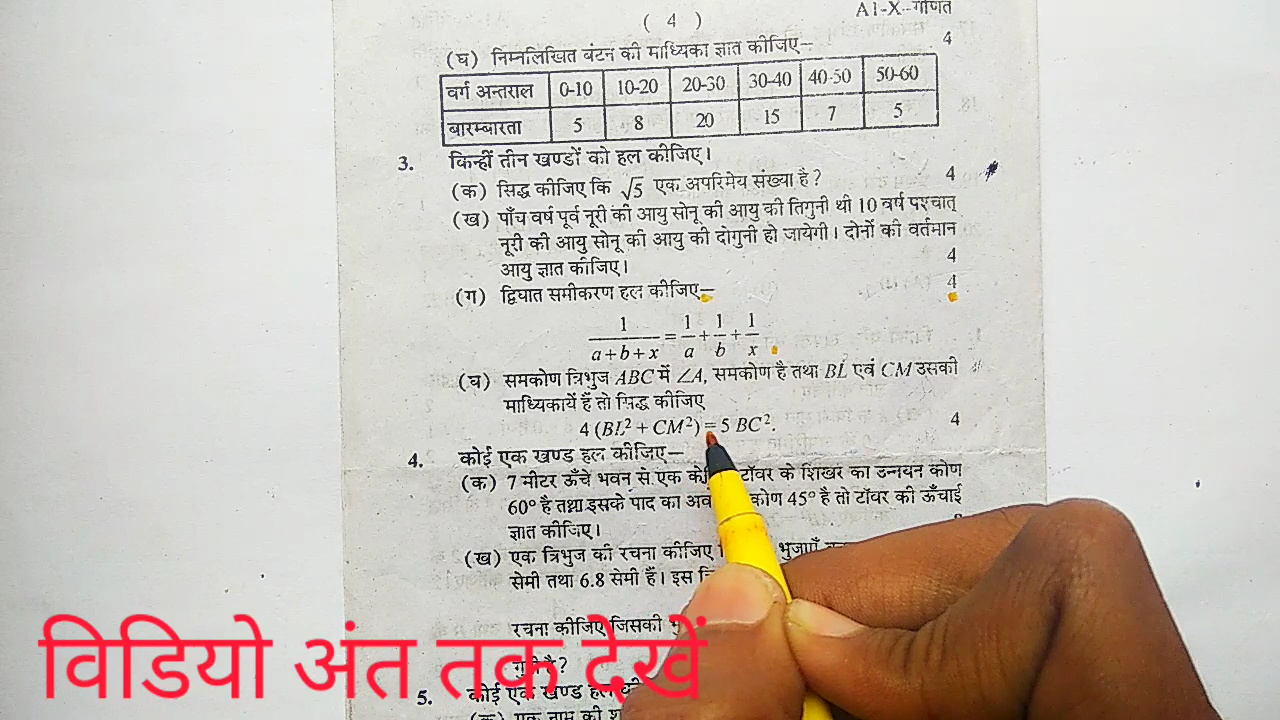 ( 4 )
A1-X-गणित
(घ) निम्नलिखित बंटन की माध्यिका ज्ञात कीजिए— 4
वर्ग अन्तराल 0-10 10-20 20-30 30-40 40-50 50-60
बारम्बारता 5 8 20 15 7 5
3. किन्हीं तीन खण्डों को हल कीजिए।
(क) सिद्ध कीजिए कि √5 एक अपरिमेय संख्या है ? 4
(ख) पाँच वर्ष पूर्व नूरी की आयु सोनू की आयु की तिगुनी थी 10 वर्ष पश्चात्
नूरी की आयु सोनू की आयु की दोगुनी हो जायेगी। दोनों की वर्तमान
आयु ज्ञात कीजिए। 4
(ग) द्विघात समीकरण हल कीजिए— 4
1/(a+b+x) = 1/a + 1/b + 1/x
(घ) समकोण त्रिभुज ABC में ∠A, समकोण है तथा BL एवं CM उसकी
माध्यिकायें हैं तो सिद्ध कीजिए
4 (BL² + CM²) = 5 BC². 4
4. कोई एक खण्ड हल कीजिए—
(क) 7 मीटर ऊँचे भवन से एक टॉवर के शिखर का उन्नयन कोण
60° है तथा इसके पाद का कोण 45° है तो टॉवर की ऊँचाई
ज्ञात कीजिए।
(ख) एक त्रिभुज की रचना कीजिए भुजाएँ
सेमी तथा 6.8 सेमी हैं। इस
रचना कीजिए जिसकी
है ?
5. कोई एक खण्ड हल
विडियो अंत तक देखें